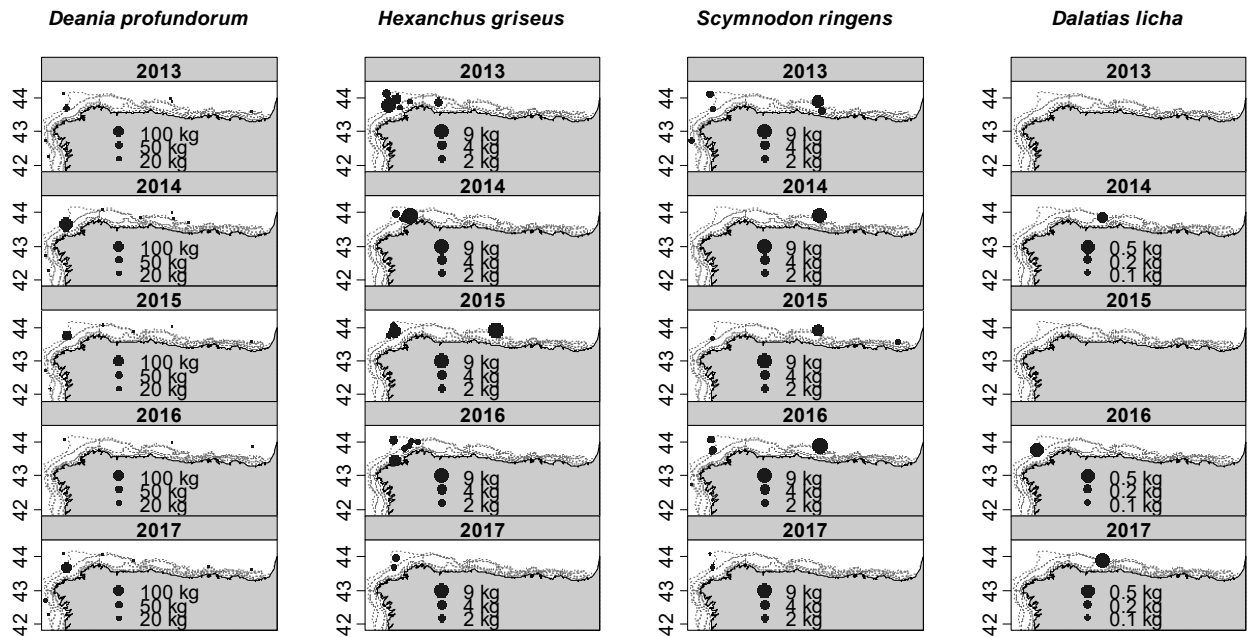 Deania profundorum
Hexanchus griseus
Scymnodon ringens
Dalatias licha
2013
44
43
42
100 kg
50 kg
20 kg
2014
44
43
42
100 kg
50 kg
20 kg
2015
44
43
42
100 kg
50 kg
20 kg
2016
44
43
42
100 kg
50 kg
20 kg
2017
44
43
42
100 kg
50 kg
20 kg
2013
44
43
42
9 kg
4 kg
2 kg
2014
44
43
42
9 kg
4 kg
2 kg
2015
44
43
42
9 kg
4 kg
2 kg
2016
44
43
42
9 kg
4 kg
2 kg
2017
44
43
42
9 kg
4 kg
2 kg
2013
44
43
42
9 kg
4 kg
2 kg
2014
44
43
42
9 kg
4 kg
2 kg
2015
44
43
42
9 kg
4 kg
2 kg
2016
44
43
42
9 kg
4 kg
2 kg
2017
44
43
42
9 kg
4 kg
2 kg
2013
44
43
42
2014
44
43
42
0.5 kg
0.2 kg
0.1 kg
2015
44
43
42
2016
44
43
42
0.5 kg
0.2 kg
0.1 kg
2017
44
43
42
0.5 kg
0.2 kg
0.1 kg